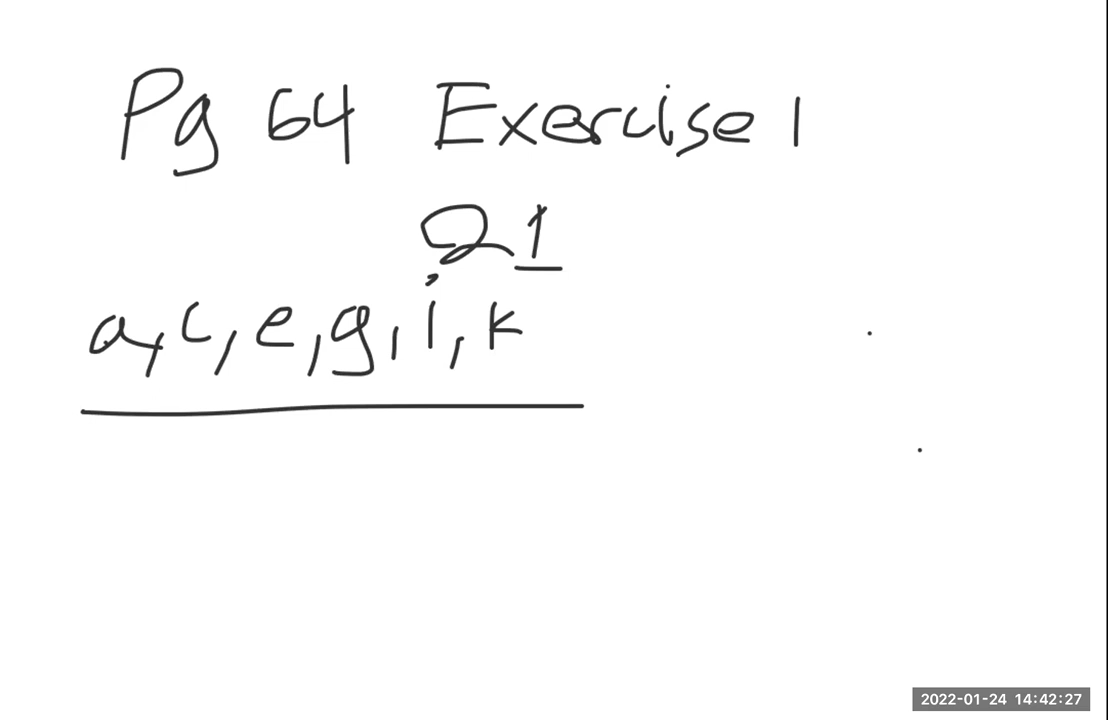 Pg 64 Exercise 1
Q1
a, c, e, g, i, k
2022-01-24 14:42:27